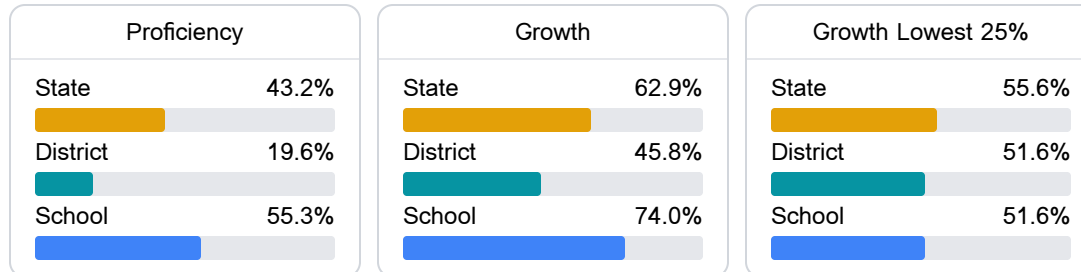 Proficiency
State 43.2%
District 19.6%
School 55.3%
Growth
State 62.9%
District 45.8%
School 74.0%
Growth Lowest 25%
State 55.6%
District 51.6%
School 51.6%